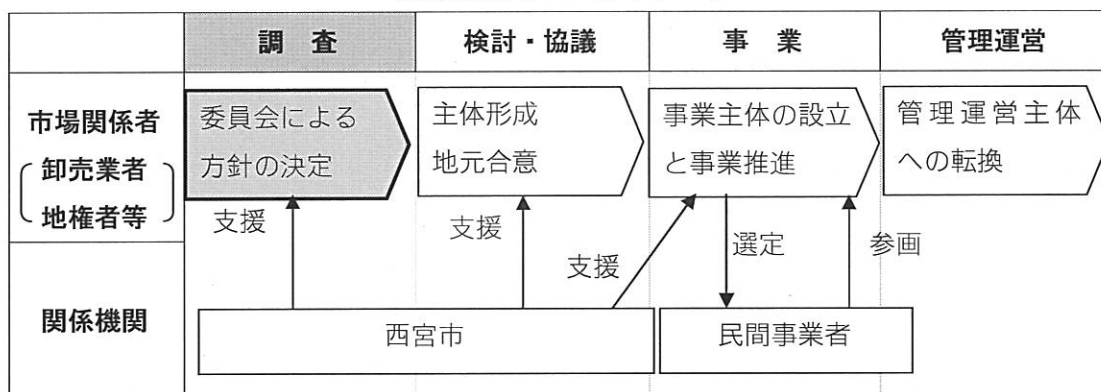 調 査
検討・協議
事 業
管理運営
市場関係者
卸売業者
地権者等
委員会による
方針の決定
主体形成
地元合意
事業主体の設立
と事業推進
管理運営主体
への転換
支援
支援
支援
選定
参画
関係機関
西宮市
民間事業者